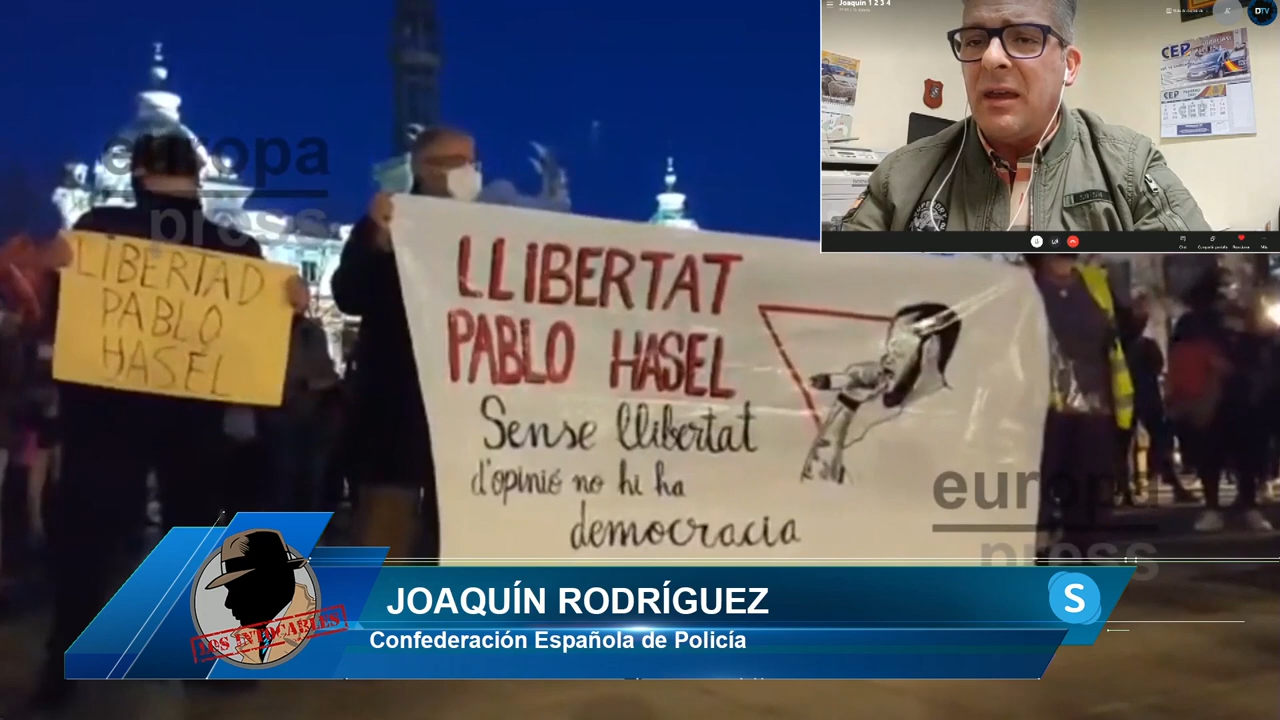 Joaquín 1 2 3 4
DTV
CEP
CEP
europa
press
LIBERTAD
PABLO
HASÉL
LLIBERTAT
PABLO HASEL
Sense llibertat
d'opinió no hi ha
democracia
europa
press
JOAQUÍN RODRÍGUEZ
Confederación Española de Policía
LOS INTOCABLES
S